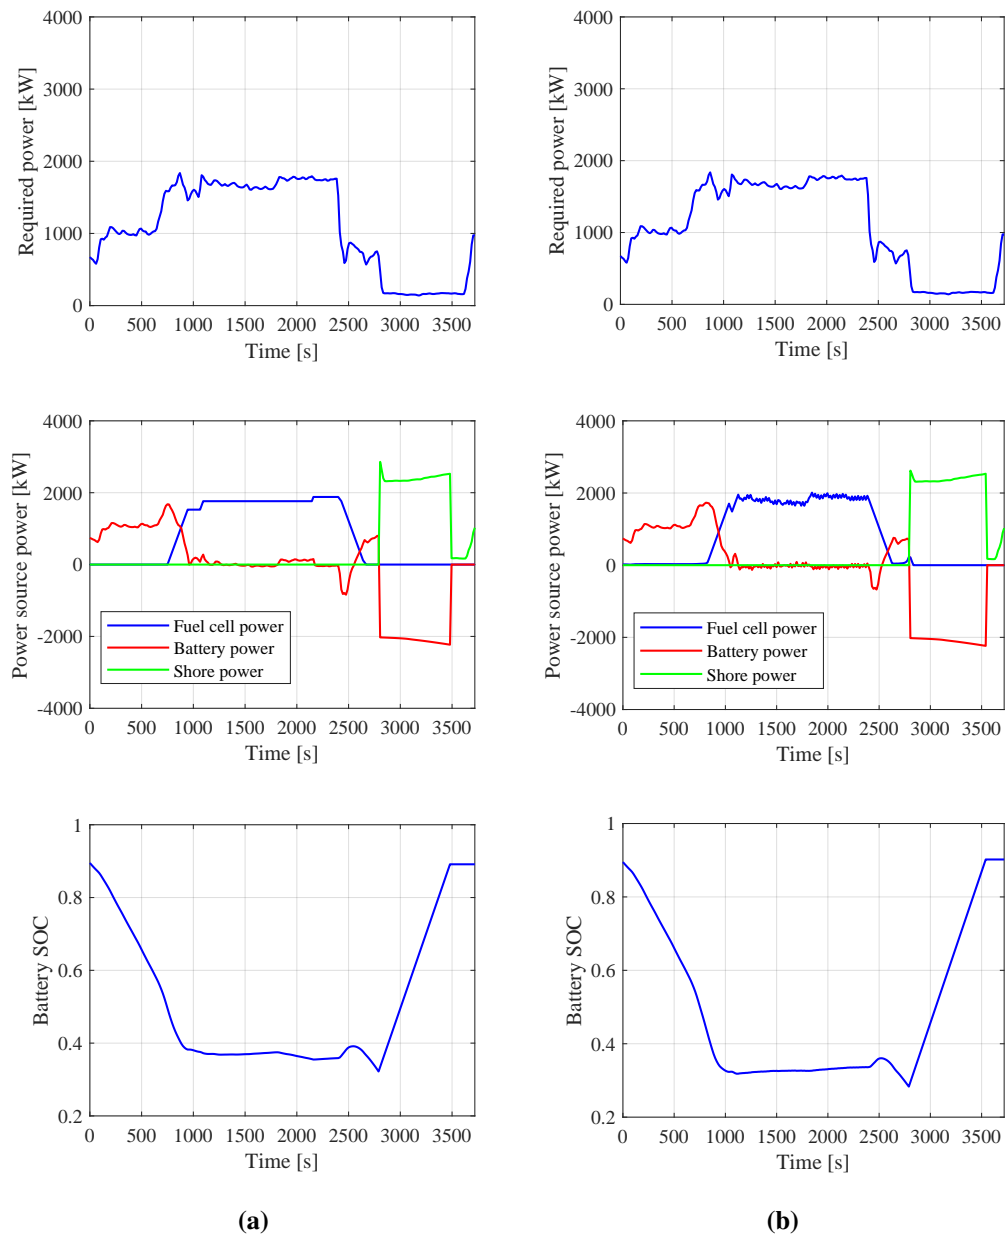 4000 4000
3000 3000
2000 2000
1000 1000
0 0
Required power [kW] Required power [kW]
0 500 1000 1500 2000 2500 3000 3500 0 500 1000 1500 2000 2500 3000 3500
Time [s] Time [s]
4000 4000
2000 2000
0 0
-2000 -2000
-4000 -4000
Power source power [kW] Power source power [kW]
Fuel cell power Fuel cell power
Battery power Battery power
Shore power Shore power
0 500 1000 1500 2000 2500 3000 3500 0 500 1000 1500 2000 2500 3000 3500
Time [s] Time [s]
1 1
0.8 0.8
0.6 0.6
0.4 0.4
0.2 0.2
Battery SOC Battery SOC
0 500 1000 1500 2000 2500 3000 3500 0 500 1000 1500 2000 2500 3000 3500
Time [s] Time [s]
(a) (b)